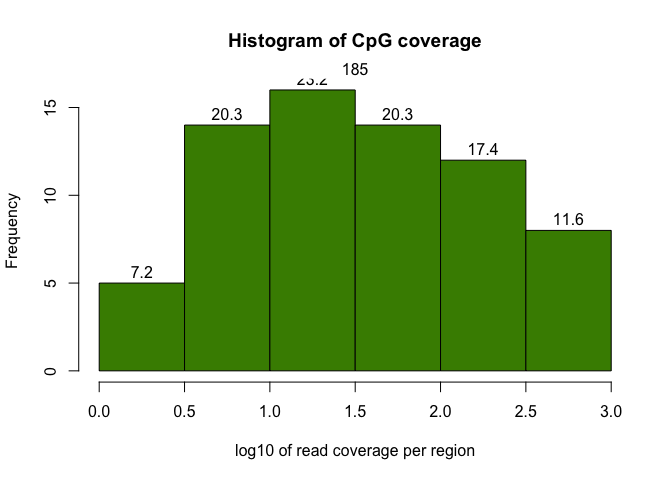 Histogram of CpG coverage
185
23.2
20.3
20.3
17.4
11.6
7.2
Frequency
15
10
5
0
0.0 0.5 1.0 1.5 2.0 2.5 3.0
log10 of read coverage per region